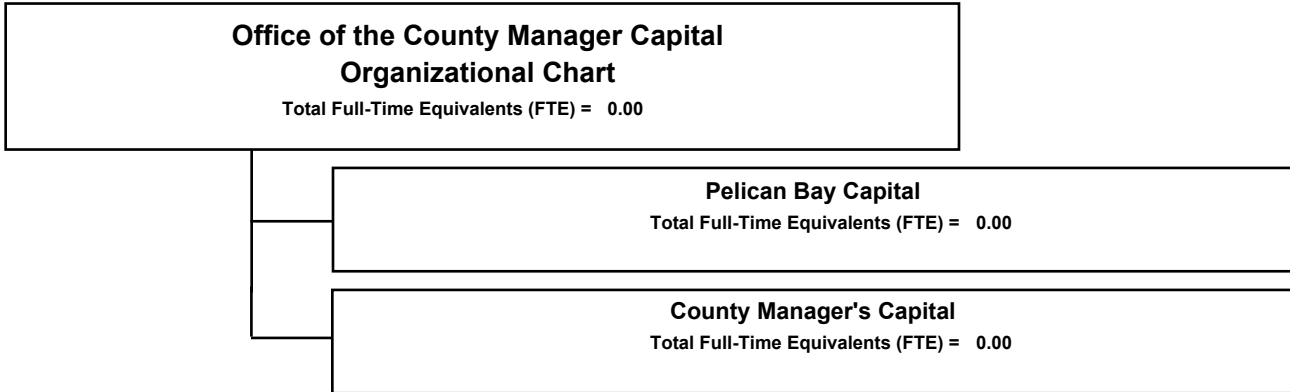 Office of the County Manager Capital
Organizational Chart
Total Full-Time Equivalents (FTE) = 0.00
Pelican Bay Capital
Total Full-Time Equivalents (FTE) = 0.00
County Manager's Capital
Total Full-Time Equivalents (FTE) = 0.00